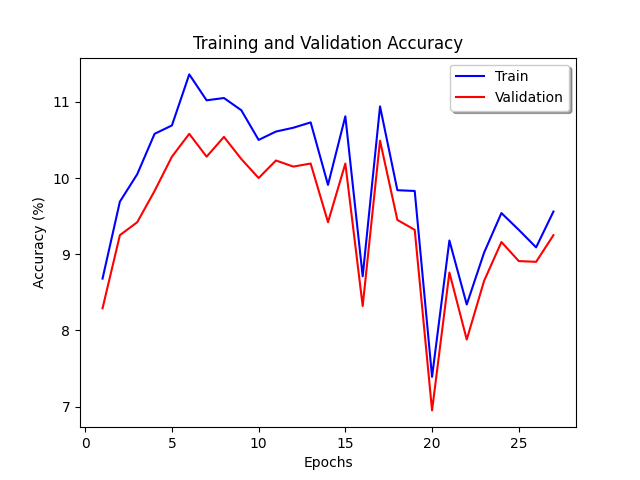 Training and Validation Accuracy
Train
Validation
11
10
9
8
7
Accuracy (%)
0 5 10 15 20 25
Epochs